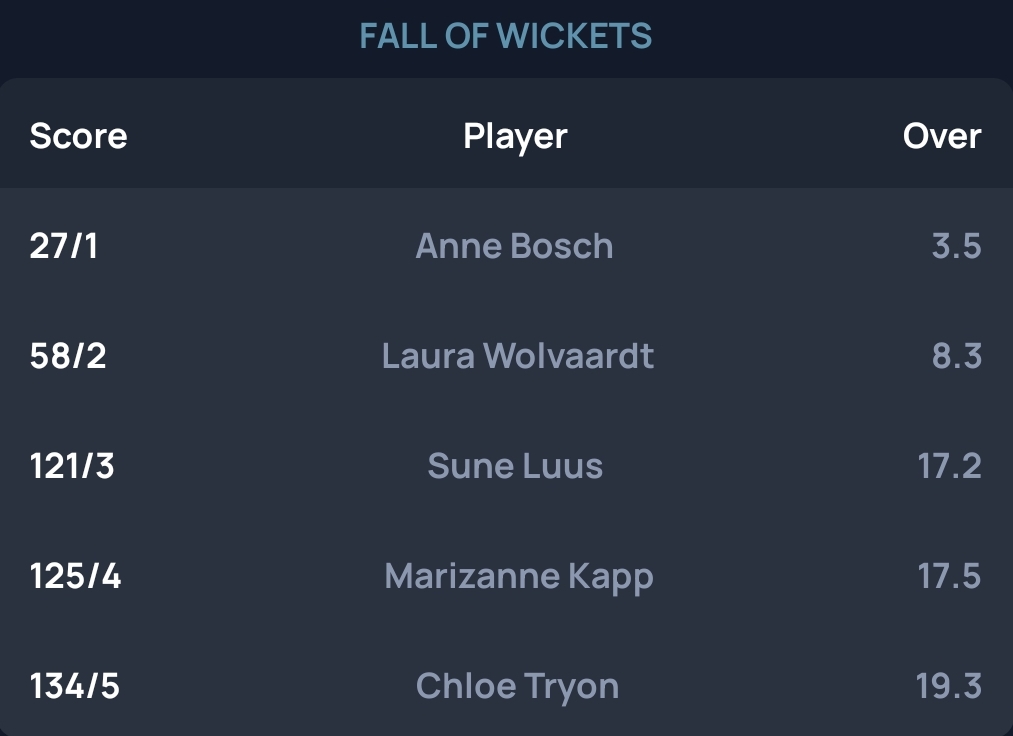 FALL OF WICKETS
Score Player Over
27/1 Anne Bosch 3.5
58/2 Laura Wolvaardt 8.3
121/3 Sune Luus 17.2
125/4 Marizanne Kapp 17.5
134/5 Chloe Tryon 19.3